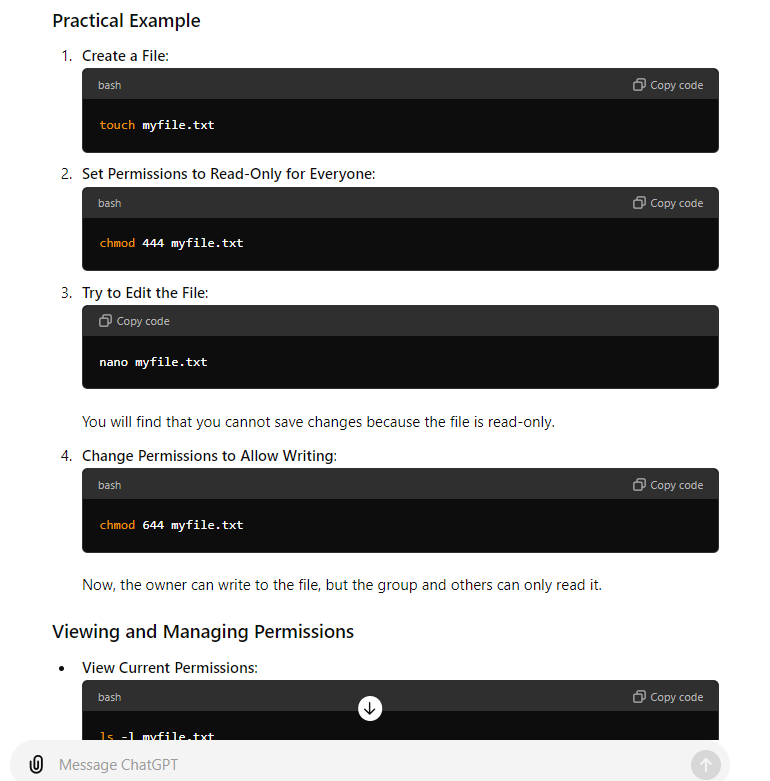 Practical Example
1. Create a File:
bash Copy code
touch myfile.txt
2. Set Permissions to Read-Only for Everyone:
bash Copy code
chmod 444 myfile.txt
3. Try to Edit the File:
Copy code
nano myfile.txt
You will find that you cannot save changes because the file is read-only.
4. Change Permissions to Allow Writing:
bash Copy code
chmod 644 myfile.txt
Now, the owner can write to the file, but the group and others can only read it.
Viewing and Managing Permissions
• View Current Permissions:
bash Copy code
ls -l myfile.txt
Message ChatGPT